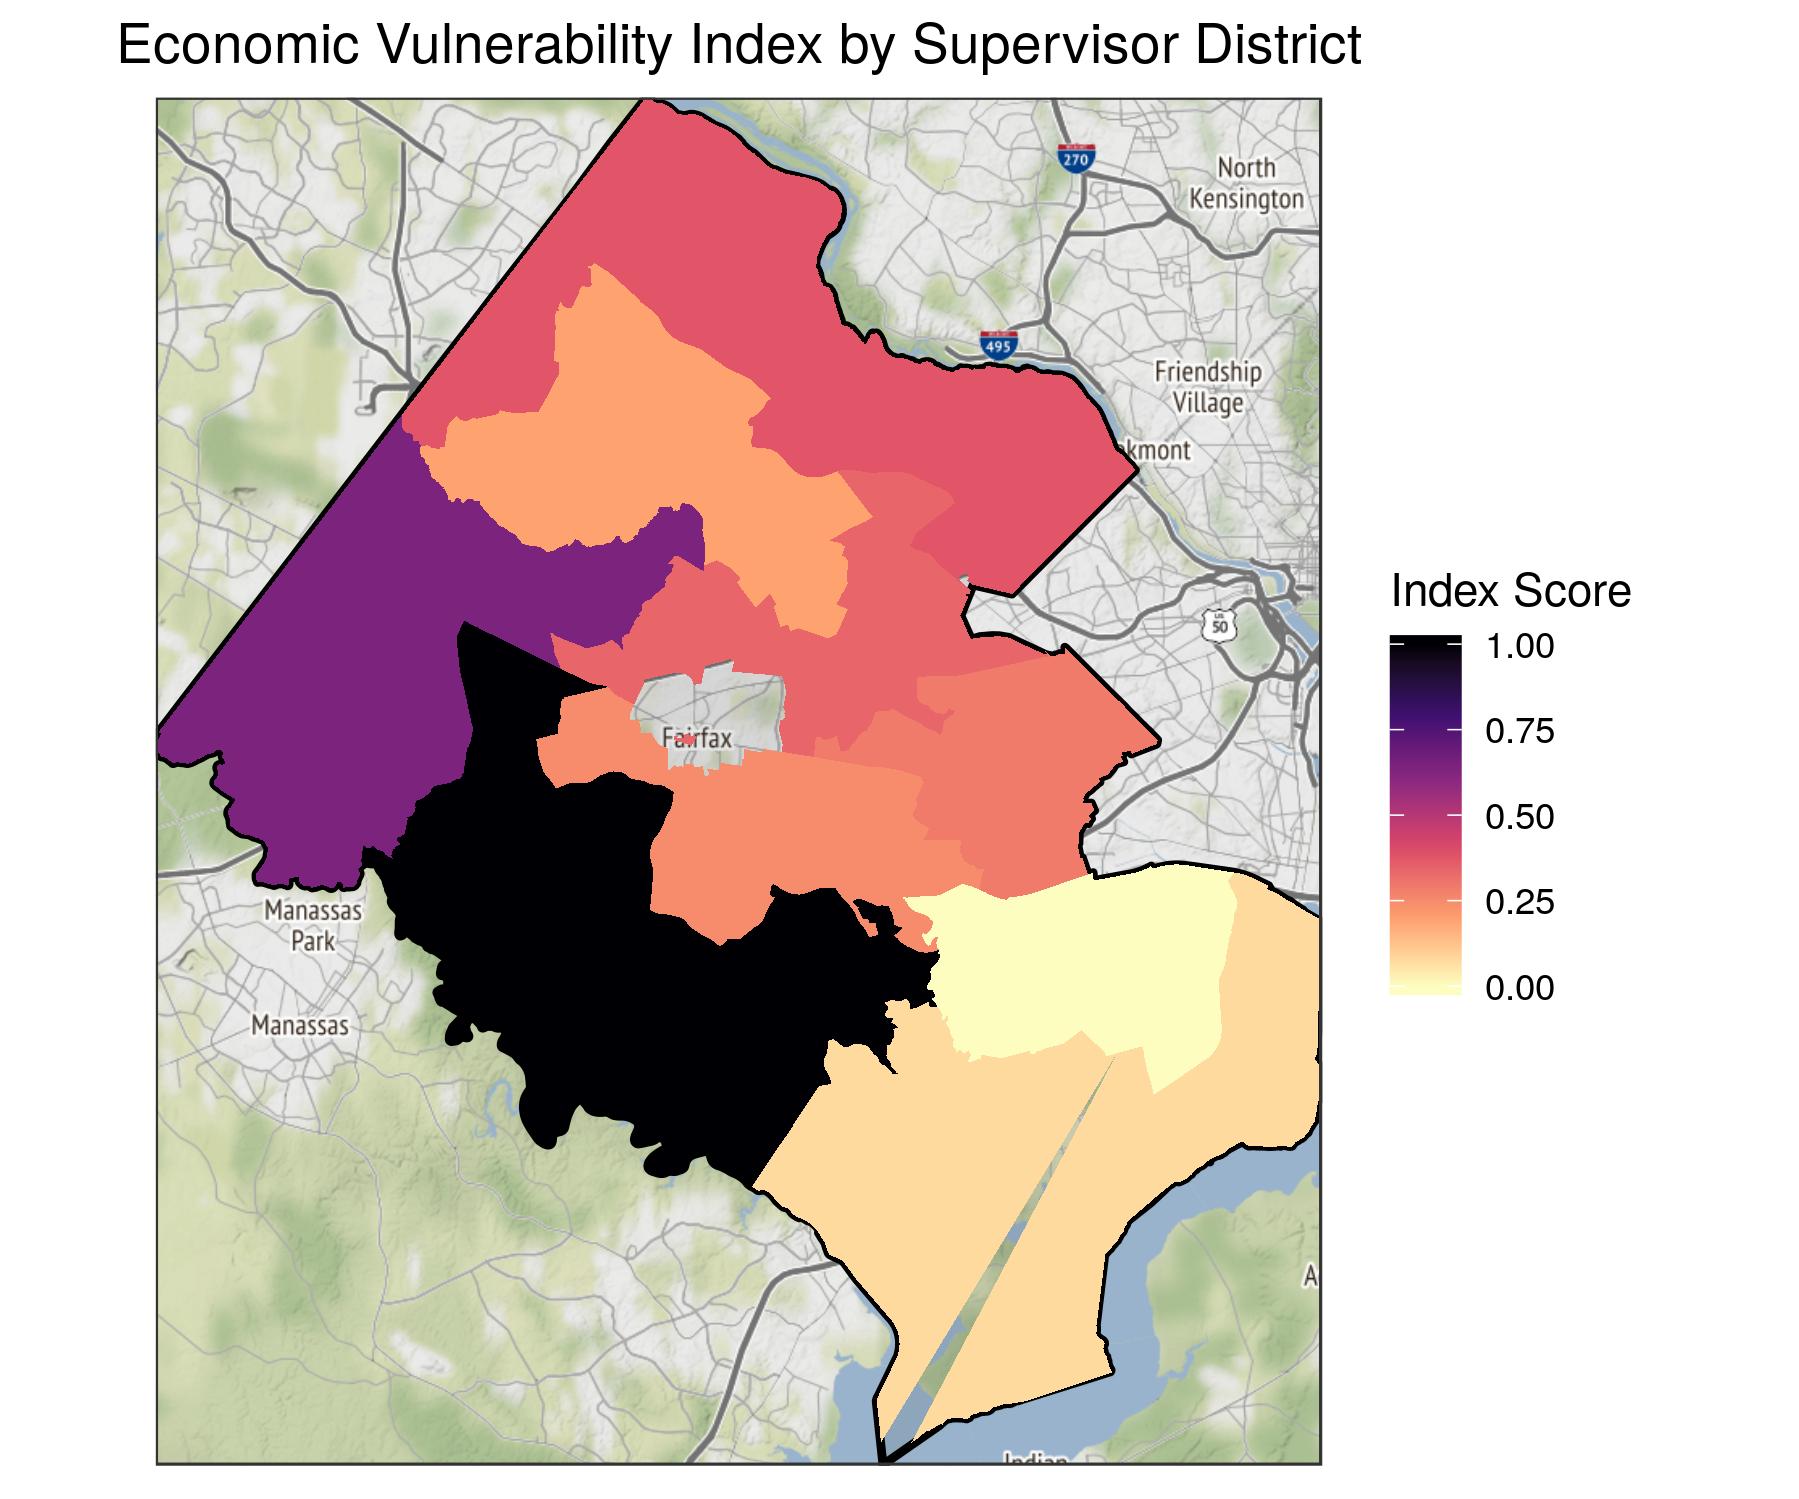 Economic Vulnerability Index by Supervisor District
270
North
Kensington
495
Friendship
Village
kmont
US
50
Index Score
1.00
0.75
0.50
0.25
0.00
Fairfax
Manassas
Park
Manassas
A